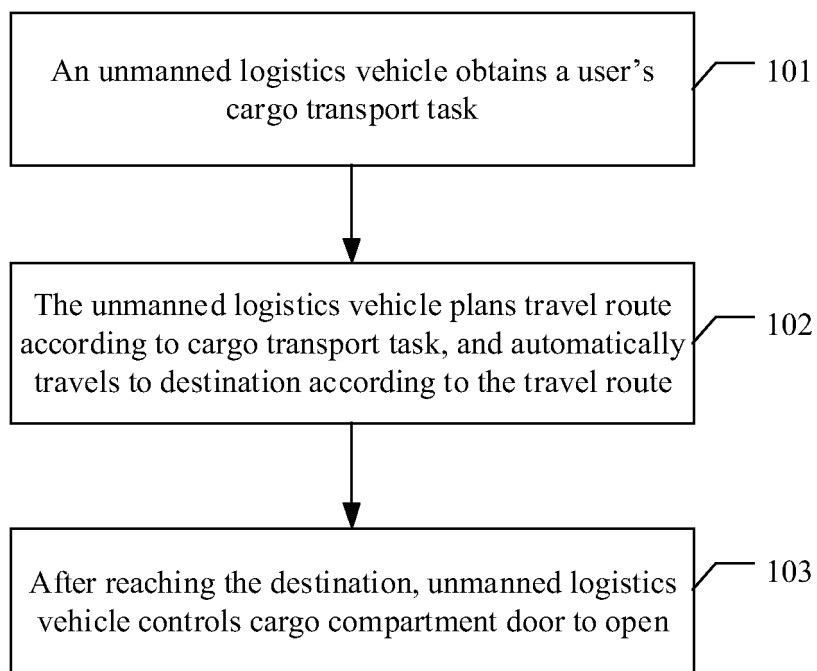 An unmanned logistics vehicle obtains a user's
cargo transport task
101
The unmanned logistics vehicle plans travel route
according to cargo transport task, and automatically
travels to destination according to the travel route
102
After reaching the destination, unmanned logistics
vehicle controls cargo compartment door to open
103